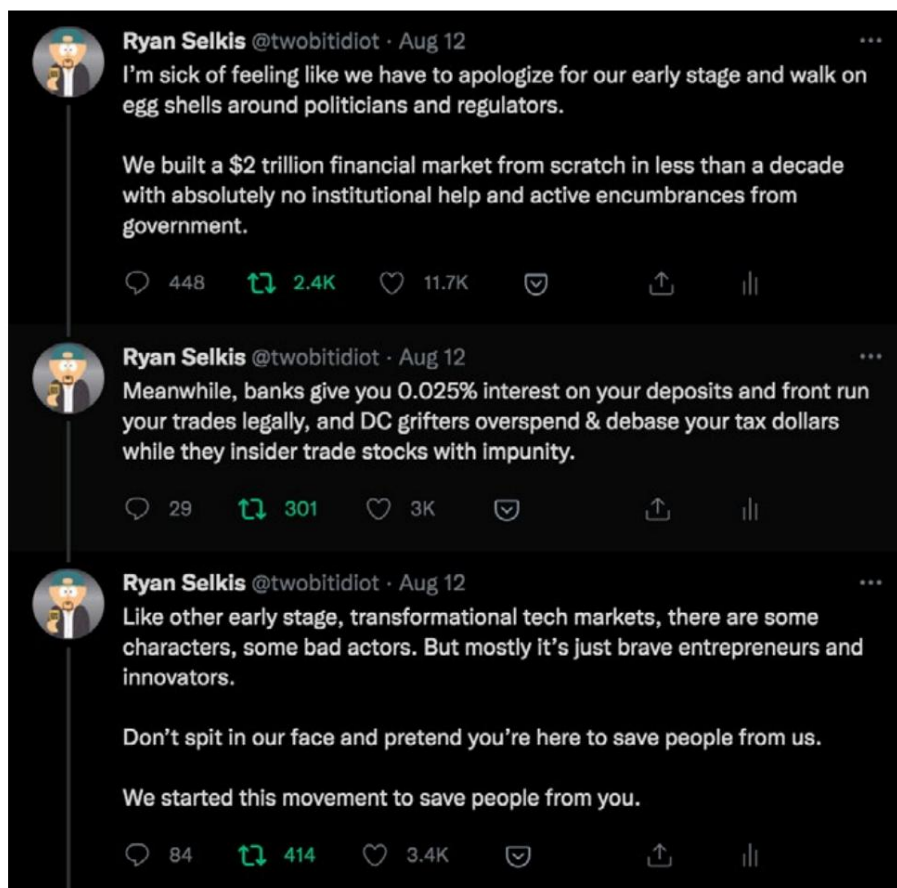 Ryan Selkis @twobitidiot · Aug 12
I'm sick of feeling like we have to apologize for our early stage and walk on
egg shells around politicians and regulators.
We built a $2 trillion financial market from scratch in less than a decade
with absolutely no institutional help and active encumbrances from
government.
448 2.4K 11.7K
Ryan Selkis @twobitidiot · Aug 12
Meanwhile, banks give you 0.025% interest on your deposits and front run
your trades legally, and DC grifters overspend & debase your tax dollars
while they insider trade stocks with impunity.
29 301 3K
Ryan Selkis @twobitidiot · Aug 12
Like other early stage, transformational tech markets, there are some
characters, some bad actors. But mostly it's just brave entrepreneurs and
innovators.
Don't spit in our face and pretend you're here to save people from us.
We started this movement to save people from you.
84 414 3.4K